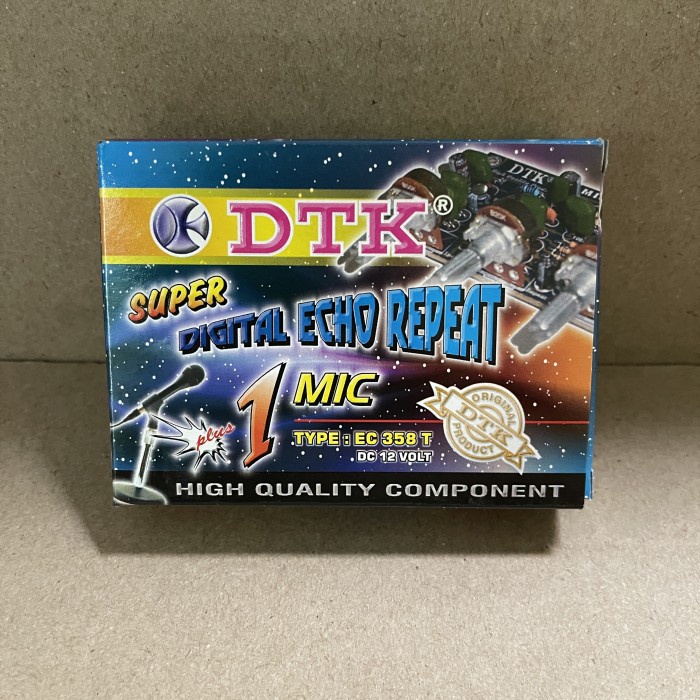 DTK®
SUPER
DIGITAL ECHO REPEAT
plus 1 MIC
TYPE : EC 358 T
DC 12 VOLT
ORIGINAL
DTK
PRODUCT
HIGH QUALITY COMPONENT
DTK